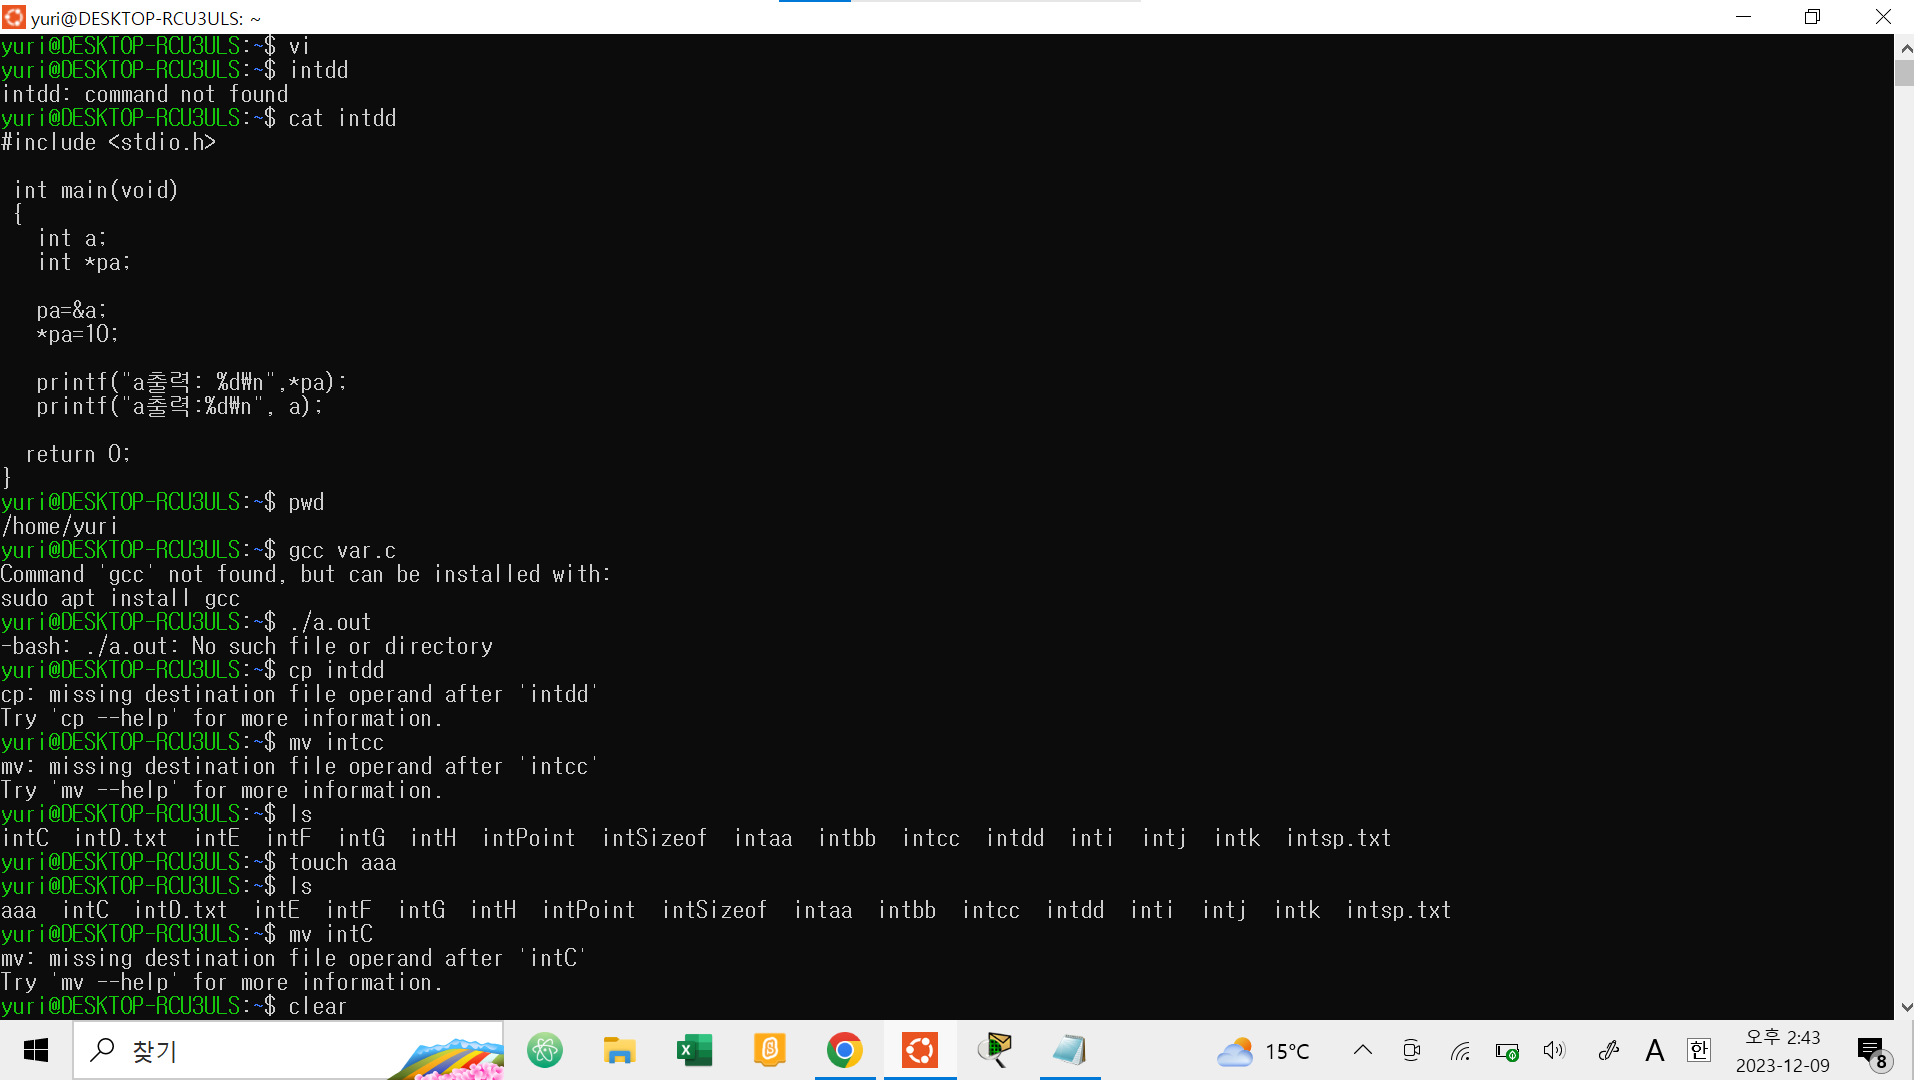 yuri@DESKTOP-RCU3ULS: ~
yuri@DESKTOP-RCU3ULS:~$ vi
yuri@DESKTOP-RCU3ULS:~$ intdd
intdd: command not found
yuri@DESKTOP-RCU3ULS:~$ cat intdd
#include <stdio.h>
int main(void)
{
int a;
int *pa;
pa=&a;
*pa=10;
printf("a출력: %d₩n",*pa);
printf("a출력:%d₩n", a);
return 0;
}
yuri@DESKTOP-RCU3ULS:~$ pwd
/home/yuri
yuri@DESKTOP-RCU3ULS:~$ gcc var.c
Command 'gcc' not found, but can be installed with:
sudo apt install gcc
yuri@DESKTOP-RCU3ULS:~$ ./a.out
-bash: ./a.out: No such file or directory
yuri@DESKTOP-RCU3ULS:~$ cp intdd
cp: missing destination file operand after 'intdd'
Try 'cp --help' for more information.
yuri@DESKTOP-RCU3ULS:~$ mv intcc
mv: missing destination file operand after 'intcc'
Try 'mv --help' for more information.
yuri@DESKTOP-RCU3ULS:~$ ls
intC  intD.txt  intE  intF  intG  intH  intPoint  intSizeof  intaa  intbb  intcc  intdd  inti  intj  intk  intsp.txt
yuri@DESKTOP-RCU3ULS:~$ touch aaa
yuri@DESKTOP-RCU3ULS:~$ ls
aaa  intC  intD.txt  intE  intF  intG  intH  intPoint  intSizeof  intaa  intbb  intcc  intdd  inti  intj  intk  intsp.txt
yuri@DESKTOP-RCU3ULS:~$ mv intC
mv: missing destination file operand after 'intC'
Try 'mv --help' for more information.
yuri@DESKTOP-RCU3ULS:~$ clear
찾기
15℃
A
한
오후 2:43
2023-12-09
8